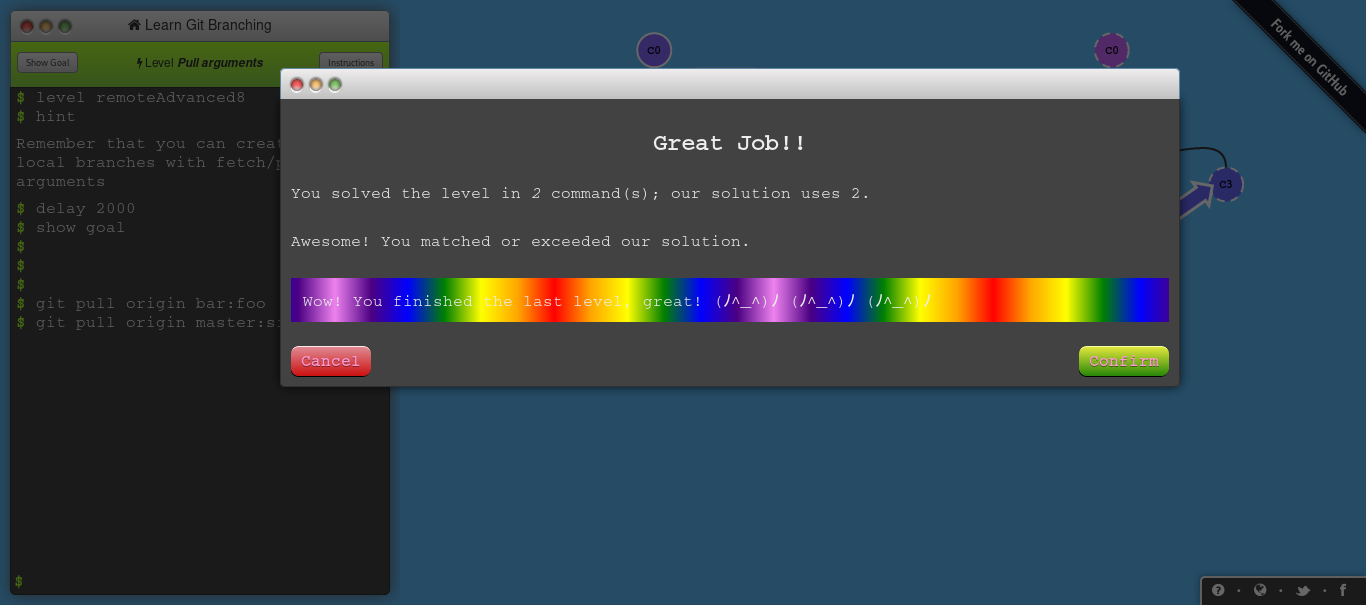 Learn Git Branching
Show Goal
Level Pull arguments
Instructions
$ level remoteAdvanced8
$ hint
Remember that you can
local branches with
arguments
$ delay 2000
$ show goal
$
$
$
$ git pull origin bar:foo
$ git pull origin
$
C0
C0
C3
Fork me on GitHub
Great Job!!
You solved the level in 2 command(s); our solution uses 2.
Awesome! You matched or exceeded our solution.
Wow! You finished the last level, great! (ﾉ^_^)ﾉ (ﾉ^_^)ﾉ (ﾉ^_^)ﾉ
Cancel
Confirm